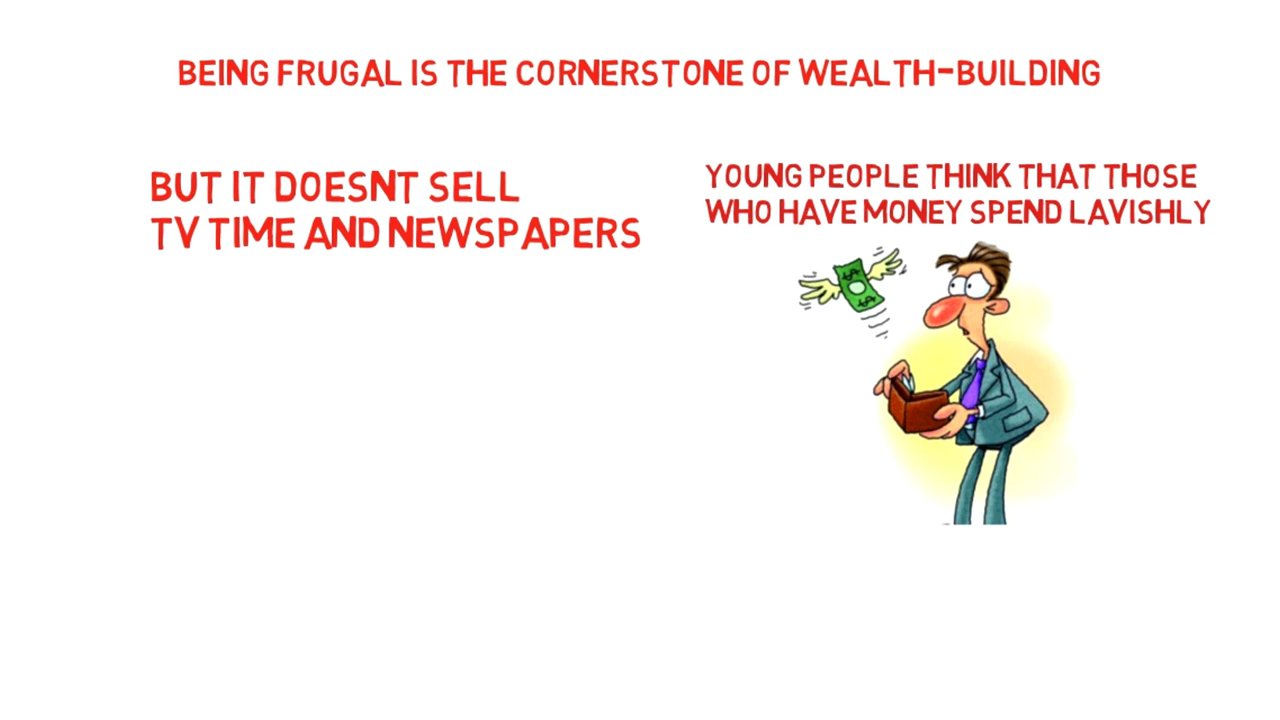 BEING FRUGAL IS THE CORNERSTONE OF WEALTH-BUILDING
BUT IT DOESNT SELL
TV TIME AND NEWSPAPERS
YOUNG PEOPLE THINK THAT THOSE
WHO HAVE MONEY SPEND LAVISHLY